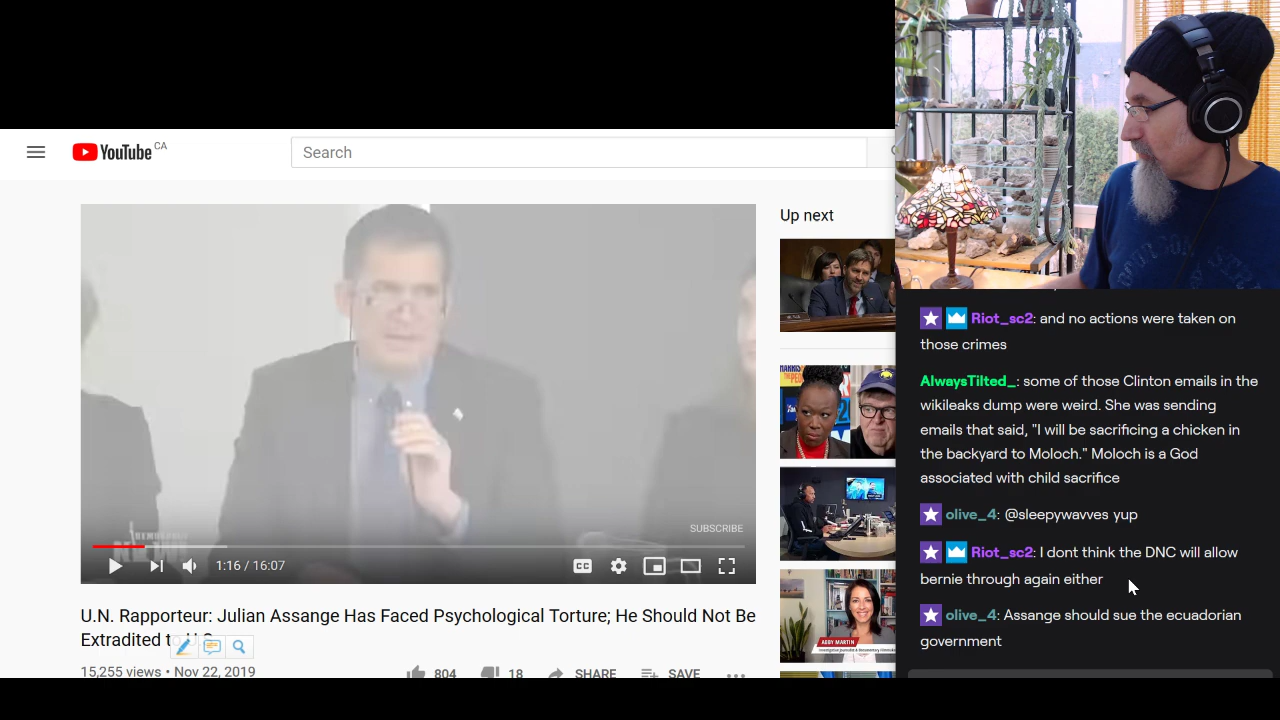 YouTube CA
Search
Up next
SUBSCRIBE
CC
1:16 / 16:07
U.N. Rapporteur: Julian Assange Has Faced Psychological Torture; He Should Not Be
Extradited
15,255 views • Nov 22, 2019
804
18
SHARE
SAVE
ABBY MARTIN
Riot_sc2: and no actions were taken on
those crimes
AlwaysTilted_: some of those Clinton emails in the
wikileaks dump were weird. She was sending
emails that said, "I will be sacrificing a chicken in
the backyard to Moloch." Moloch is a God
associated with child sacrifice
olive_4: @sleepywavves yup
Riot_sc2: I dont think the DNC will allow
bernie through again either
olive_4: Assange should sue the ecuadorian
government